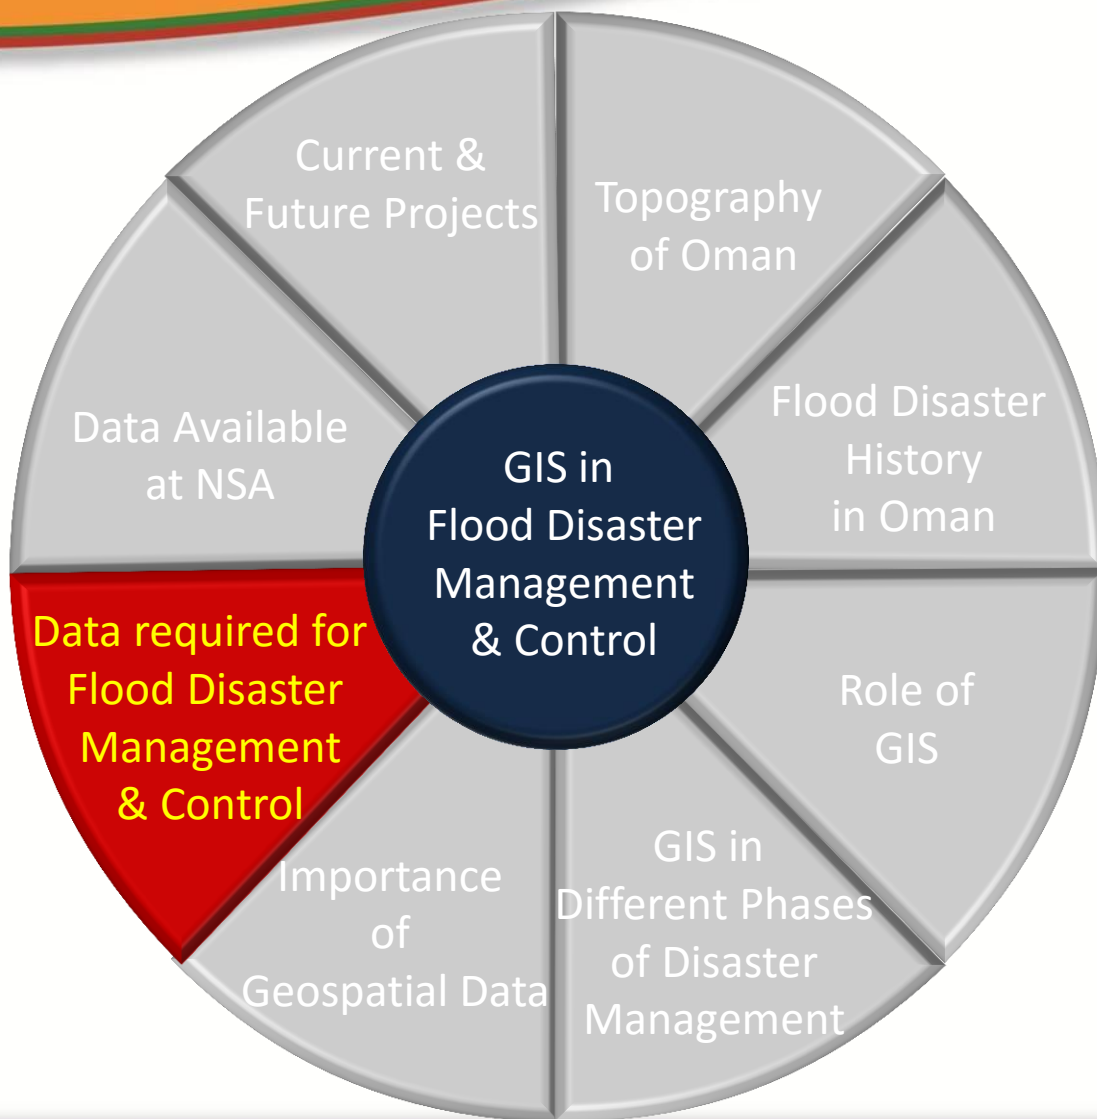 Current &
Future Projects
Topography
of Oman
Data Available
at NSA
Flood Disaster
History
in Oman
GIS in
Flood Disaster
Management
& Control
Data required for
Flood Disaster
Management
& Control
Role of
GIS
Importance
of
Geospatial Data
GIS in
Different Phases
of Disaster
Management